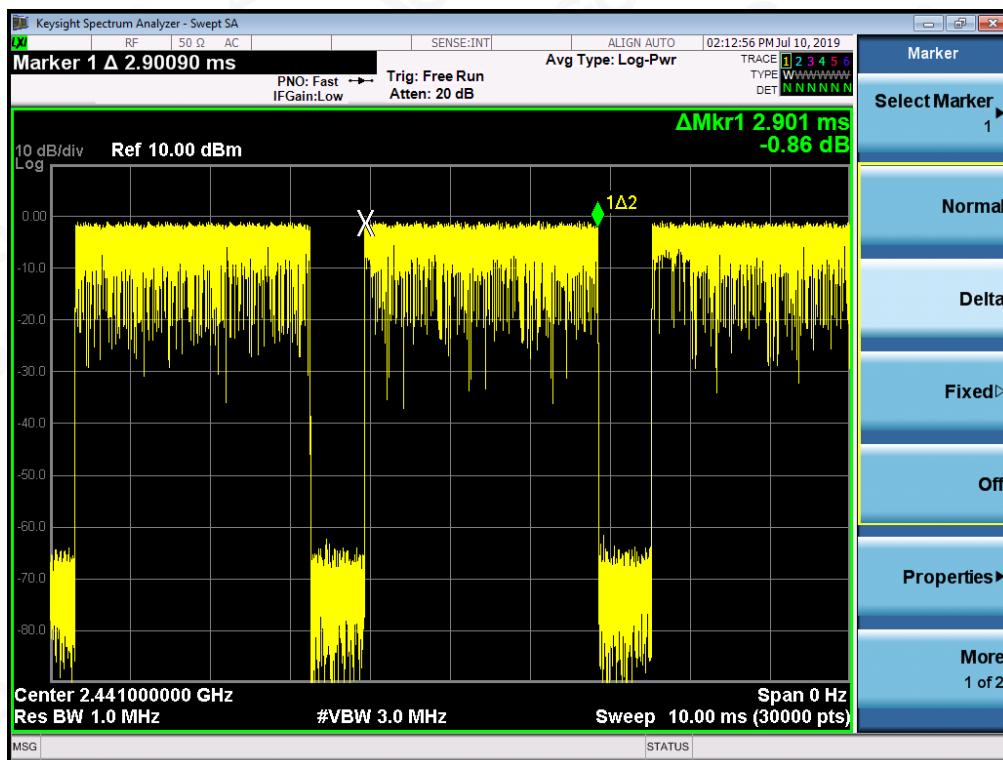 Keysight Spectrum Analyzer - Swept SA
LXI RF 50 Ω AC SENSE:INT ALIGN AUTO 02:12:56 PM Jul 10, 2019
Marker 1 Δ 2.90090 ms
PNO: Fast
IFGain:Low
Trig: Free Run
Atten: 20 dB
Avg Type: Log-Pwr
TRACE 1 2 3 4 5 6
TYPE W W W W W W
DET N N N N N N
ΔMkr1 2.901 ms
-0.86 dB
10 dB/div Ref 10.00 dBm
Log
0.00
-10.0
-20.0
-30.0
-40.0
-50.0
-60.0
-70.0
-80.0
X
1Δ2
Center 2.441000000 GHz Span 0 Hz
Res BW 1.0 MHz #VBW 3.0 MHz Sweep 10.00 ms (30000 pts)
MSG STATUS
Marker
Select Marker
1
Normal
Delta
Fixed
Off
Properties
More
1 of 2